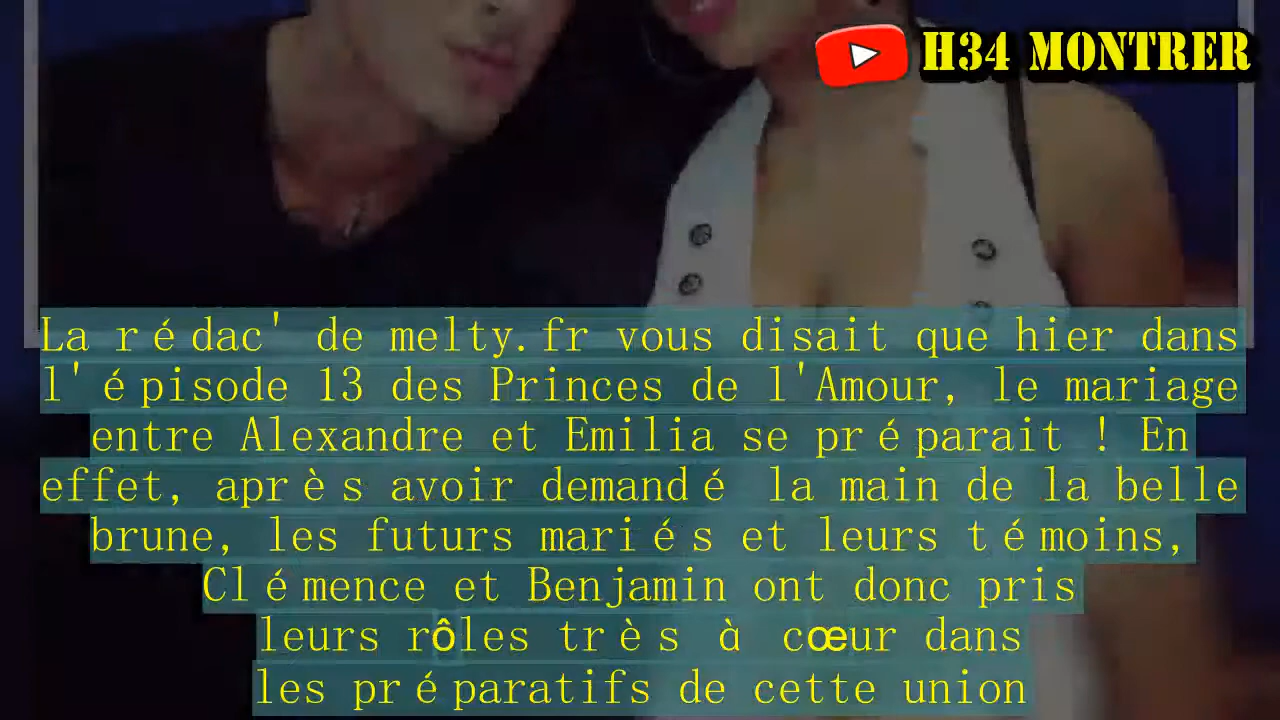 H34 MONTRER
La rédac' de melty.fr vous disait que hier dans
l'épisode 13 des Princes de l'Amour, le mariage
entre Alexandre et Emilia se préparait ! En
effet, après avoir demandé la main de la belle
brune, les futurs mariés et leurs témoins,
Clémence et Benjamin ont donc pris
leurs rôles très à cœur dans
les préparatifs de cette union